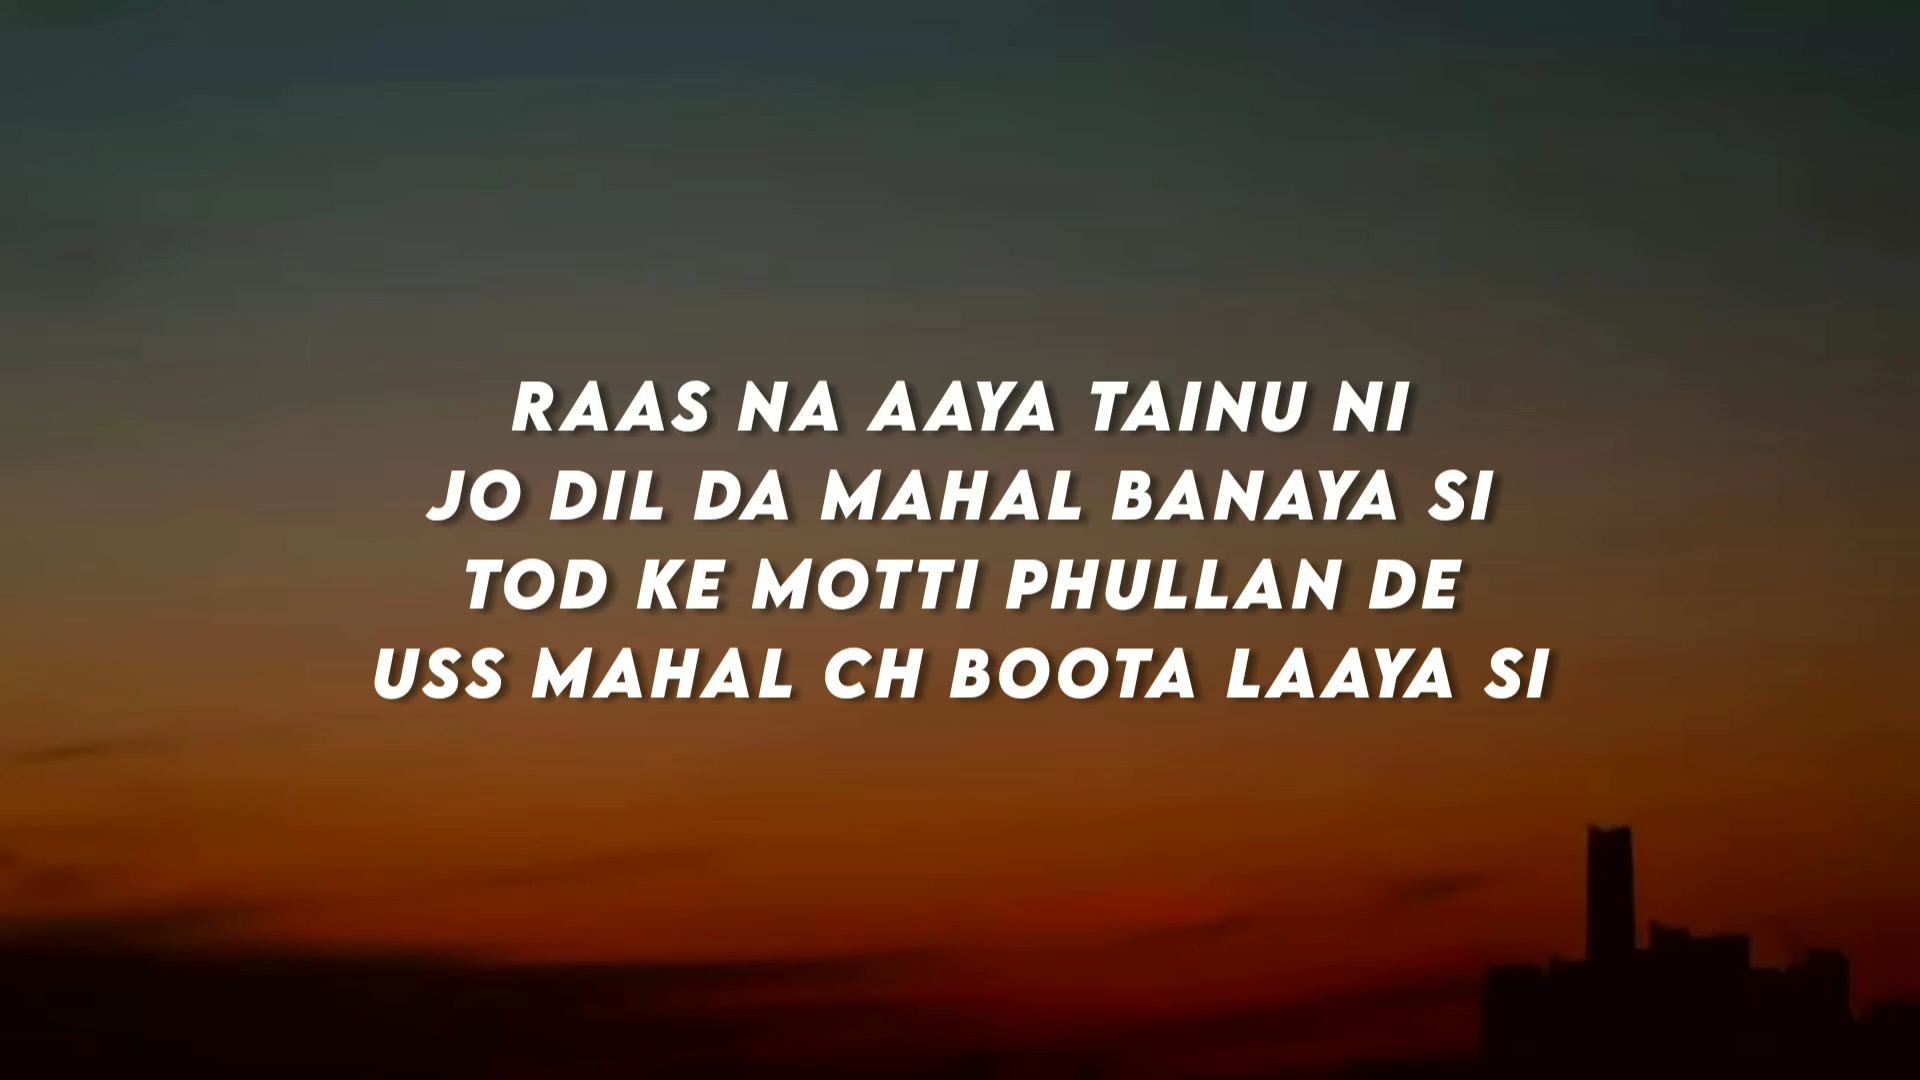 RAAS NA AAYA TAINU NI
JO DIL DA MAHAL BANAYA SI
TOD KE MOTTI PHULLAN DE
USS MAHAL CH BOOTA LAAYA SI